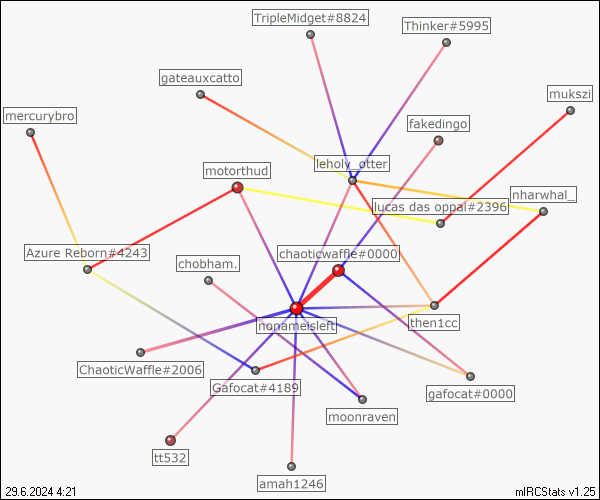 TripleMidget#8824
Thinker#5995
gateauxcatto
mukszi
mercurybro
fakedingo
leholy_otter
motorthud
nharwhal_
lucas das oppai#2396
Azure Reborn#4243
chaoticwaffle#0000
chobham.
nonameisleft
then1cc
ChaoticWaffle#2006
Gafocat#4189
gafocat#0000
moonraven
tt532
amah1246
29.6.2024 4:21
mIRCStats v1.25